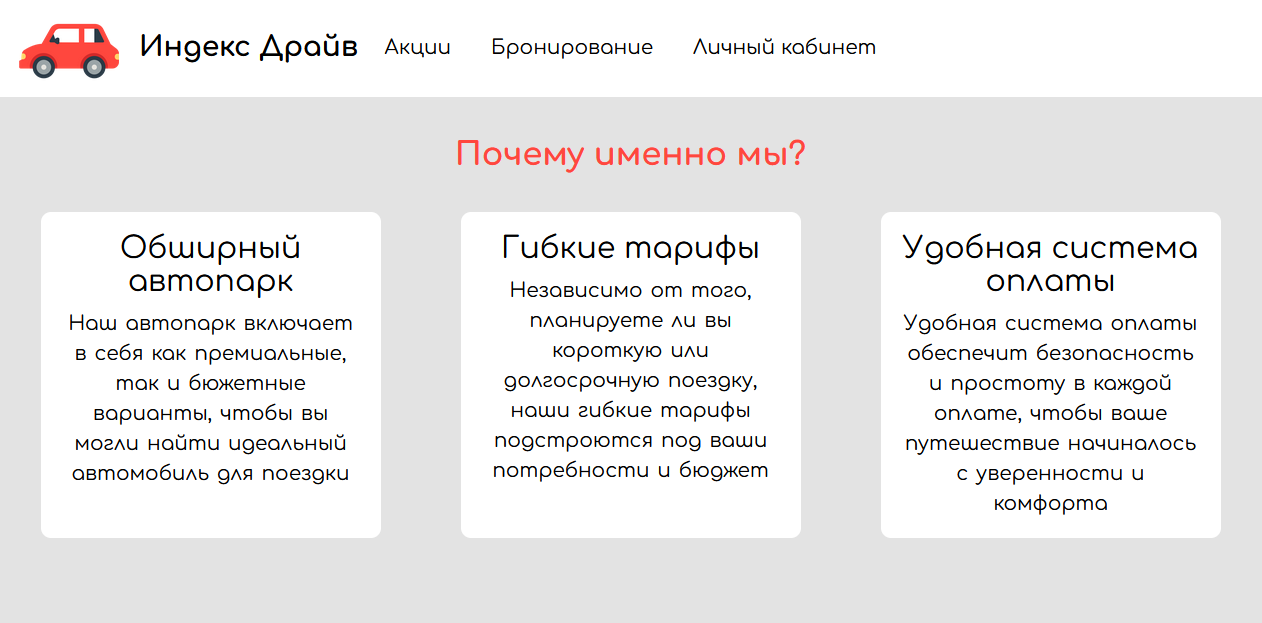 Индекс Драйв Акции Бронирование Личный кабинет
Почему именно мы?
Обширный
автопарк
Наш автопарк включает
в себя как премиальные,
так и бюжетные
варианты, чтобы вы
могли найти идеальный
автомобиль для поездки
Гибкие тарифы
Независимо от того,
планируете ли вы
короткую или
долгосрочную поездку,
наши гибкие тарифы
подстроются под ваши
потребности и бюджет
Удобная система
оплаты
Удобная система оплаты
обеспечит безопасность
и простоту в каждой
оплате, чтобы ваше
путешествие начиналось
с уверенности и
комфорта